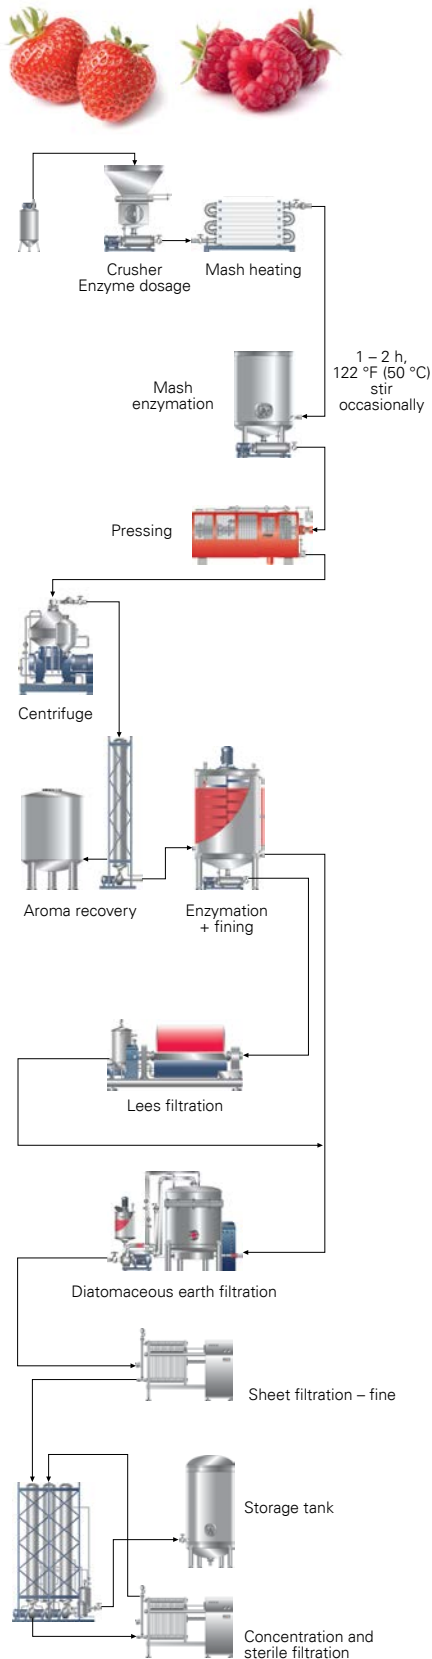 Crusher
Enzyme dosage
Mash heating
1 – 2 h,
122 °F (50 °C)
stir
occasionally
Mash
enzymation
Pressing
Centrifuge
Aroma recovery
Enzymation
+ fining
Lees filtration
Diatomaceous earth filtration
Sheet filtration – fine
Storage tank
Concentration and
sterile filtration